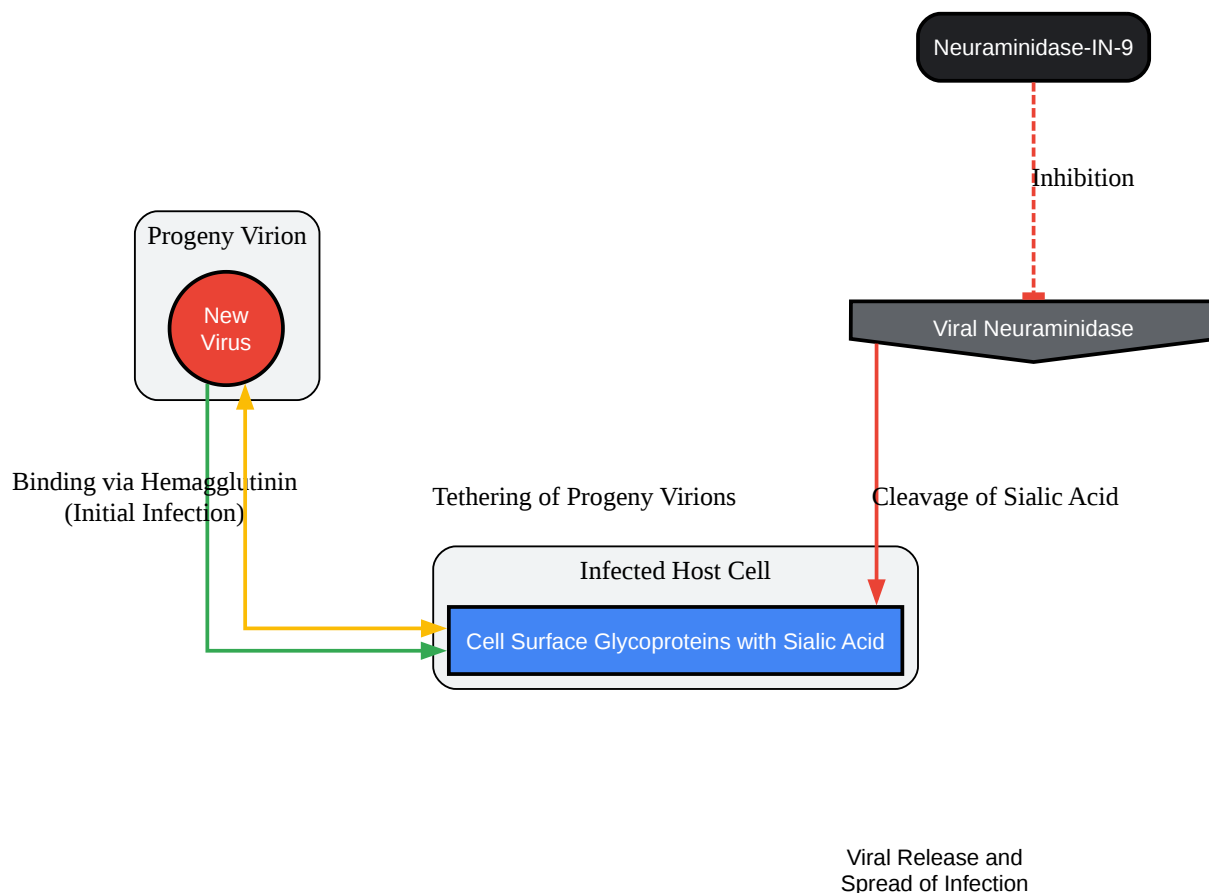 Neuraminidase-IN-9
Inhibition
Progeny Virion
New
Virus
Viral Neuraminidase
Binding via Hemagglutinin
(Initial Infection)
Tethering of Progeny Virions
Cleavage of Sialic Acid
Infected Host Cell
Cell Surface Glycoproteins with Sialic Acid
Viral Release and
Spread of Infection